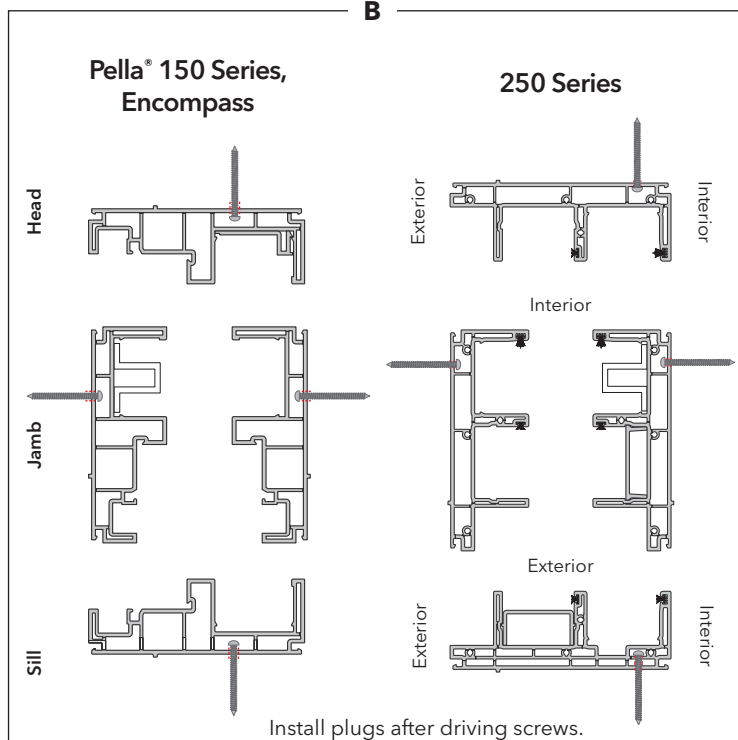 B
Pella® 150 Series,
Encompass
250 Series
Head
Exterior
Interior
Interior
Jamb
Exterior
Sill
Exterior
Interior
Install plugs after driving screws.